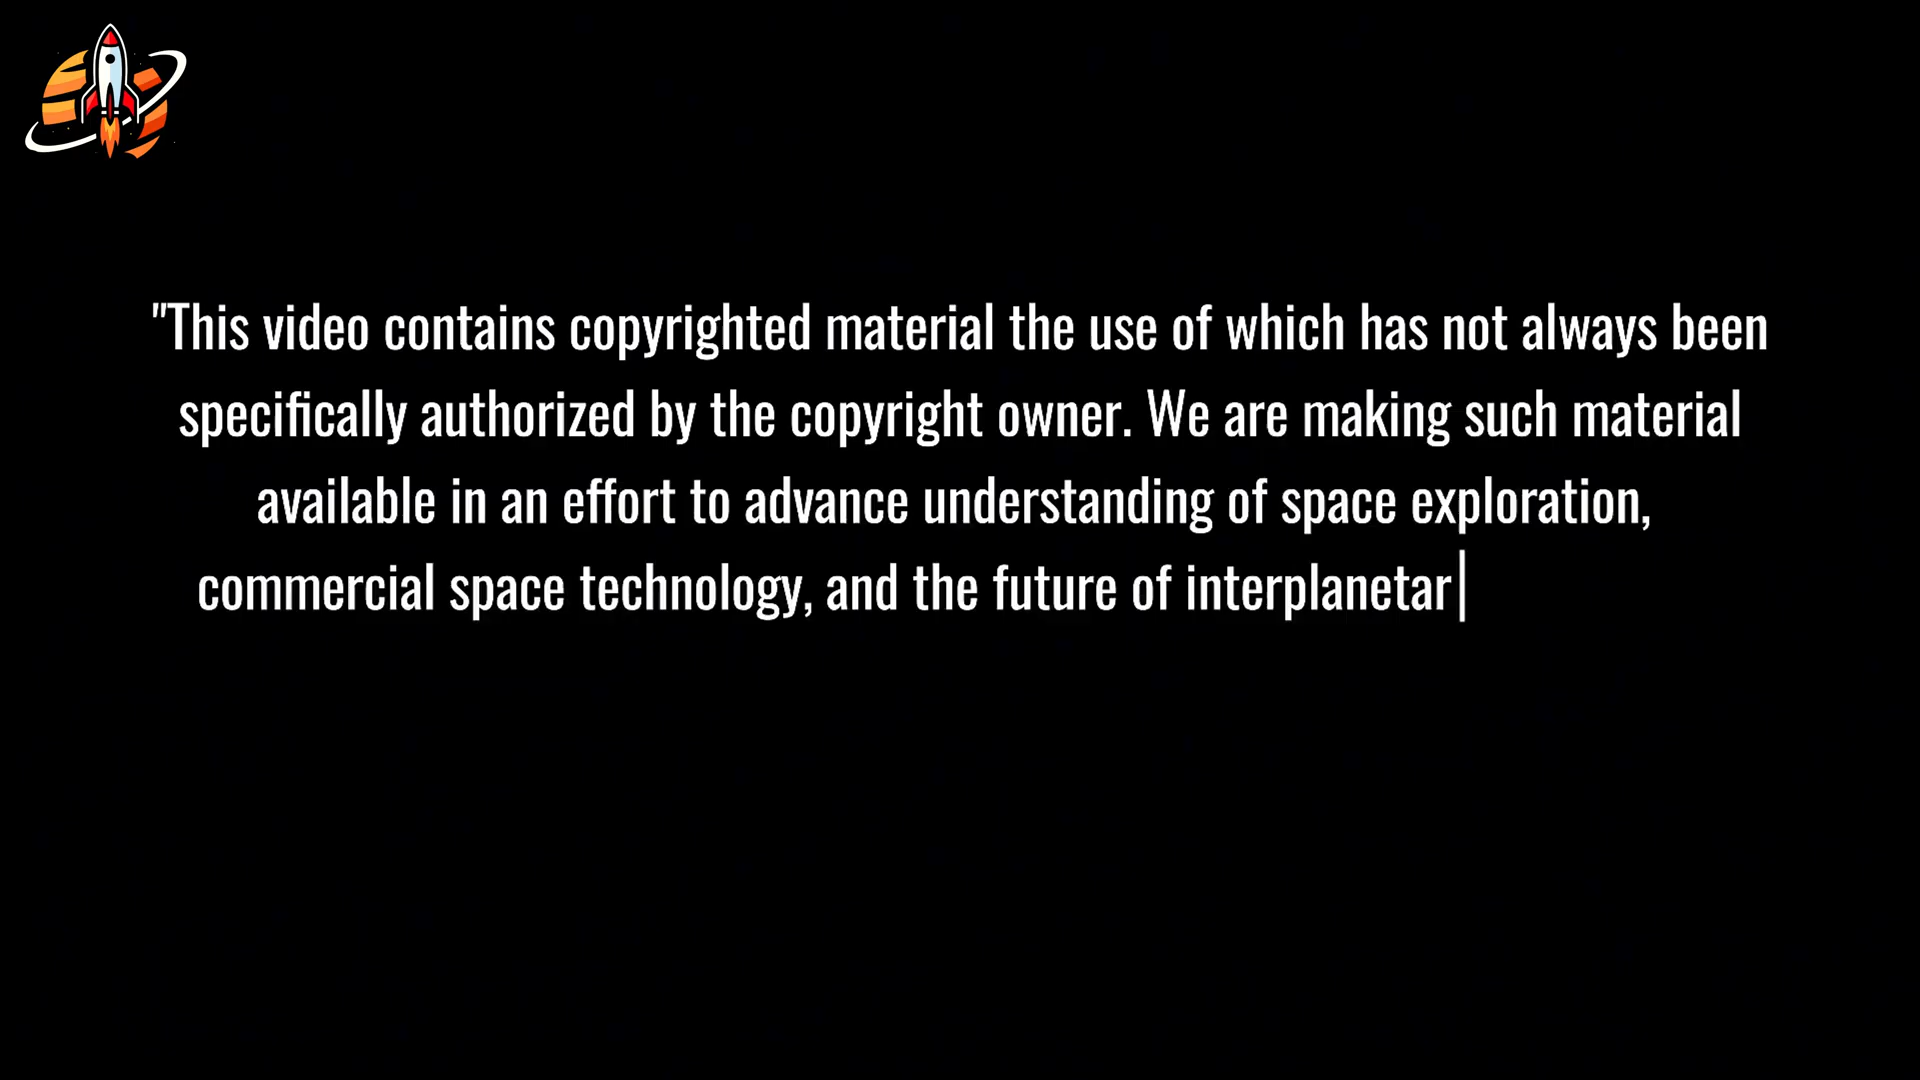 "This video contains copyrighted material the use of which has not always been
specifically authorized by the copyright owner. We are making such material
available in an effort to advance understanding of space exploration,
commercial space technology, and the future of interplanetar